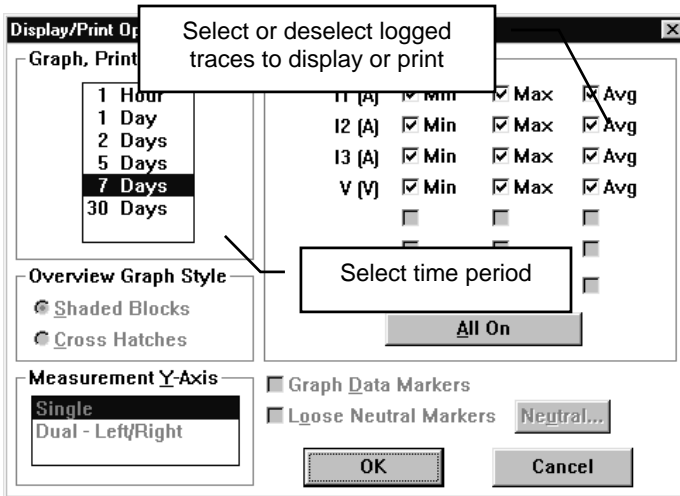 Display/Print Op
Select or deselect logged
traces to display or print
Graph, Print
1 Hour
1 Day
2 Days
5 Days
7 Days
30 Days
I1 (A) Min Max Avg
I2 (A) Min Max Avg
I3 (A) Min Max Avg
V (V) Min Max Avg
Select time period
Overview Graph Style
Shaded Blocks
Cross Hatches
All On
Measurement Y-Axis
Single
Dual - Left/Right
Graph Data Markers
Loose Neutral Markers Neutral...
OK Cancel